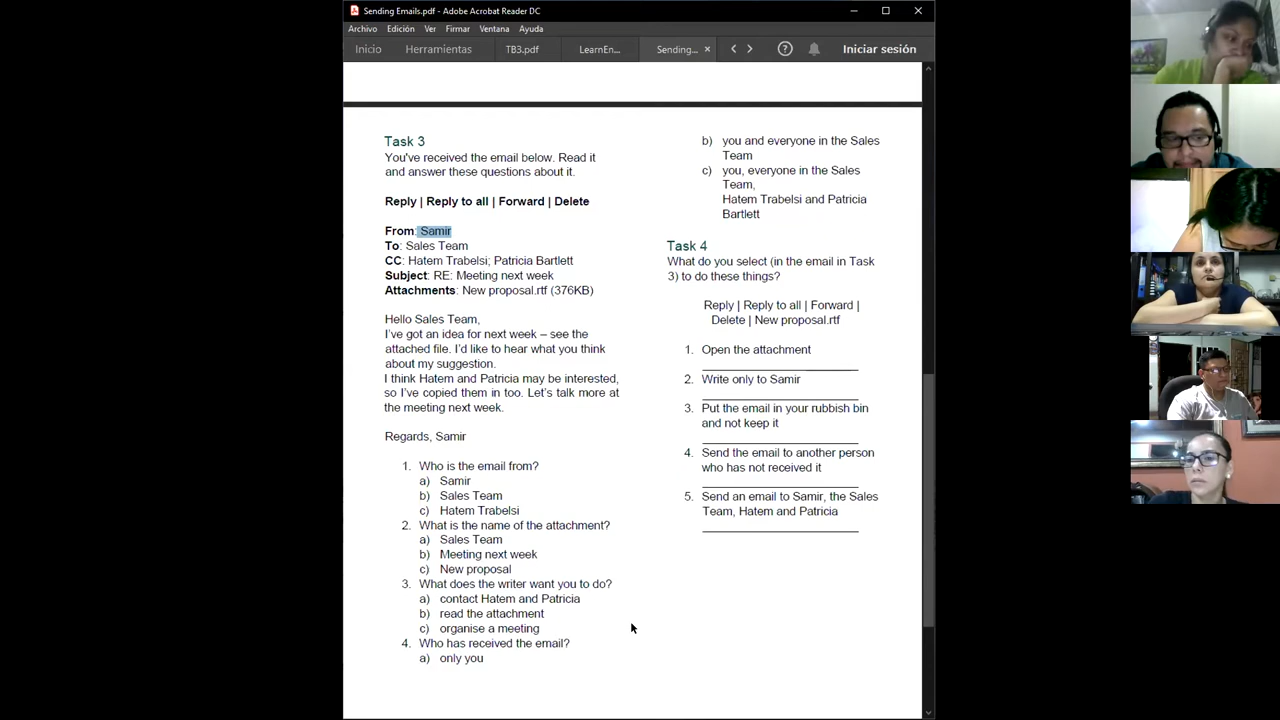 Sending Emails.pdf - Adobe Acrobat Reader DC
Archivo Edición Ver Firmar Ventana Ayuda
Inicio Herramientas TB3.pdf LearnEn... Sending... × ? Iniciar sesión
Task 3
You've received the email below. Read it
and answer these questions about it.
Reply | Reply to all | Forward | Delete
From: Samir
To: Sales Team
CC: Hatem Trabelsi; Patricia Bartlett
Subject: RE: Meeting next week
Attachments: New proposal.rtf (376KB)
Hello Sales Team,
I've got an idea for next week – see the
attached file. I'd like to hear what you think
about my suggestion.
I think Hatem and Patricia may be interested,
so I've copied them in too. Let's talk more at
the meeting next week.
Regards, Samir
1. Who is the email from?
a) Samir
b) Sales Team
c) Hatem Trabelsi
2. What is the name of the attachment?
a) Sales Team
b) Meeting next week
c) New proposal
3. What does the writer want you to do?
a) contact Hatem and Patricia
b) read the attachment
c) organise a meeting
4. Who has received the email?
a) only you
b) you and everyone in the Sales
Team
c) you, everyone in the Sales
Team,
Hatem Trabelsi and Patricia
Bartlett
Task 4
What do you select (in the email in Task
3) to do these things?
Reply | Reply to all | Forward |
Delete | New proposal.rtf
1. Open the attachment
2. Write only to Samir
3. Put the email in your rubbish bin
and not keep it
4. Send the email to another person
who has not received it
5. Send an email to Samir, the Sales
Team, Hatem and Patricia